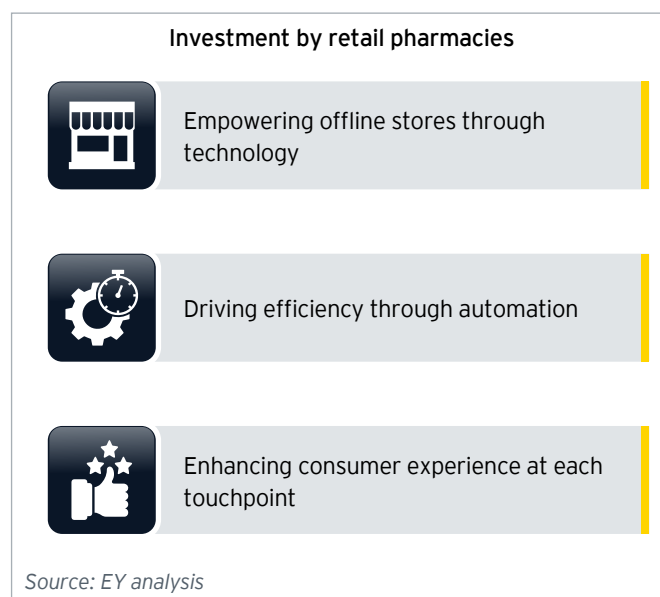 Investment by retail pharmacies
Empowering offline stores through
technology
Driving efficiency through automation
Enhancing consumer experience at each
touchpoint
Source: EY analysis